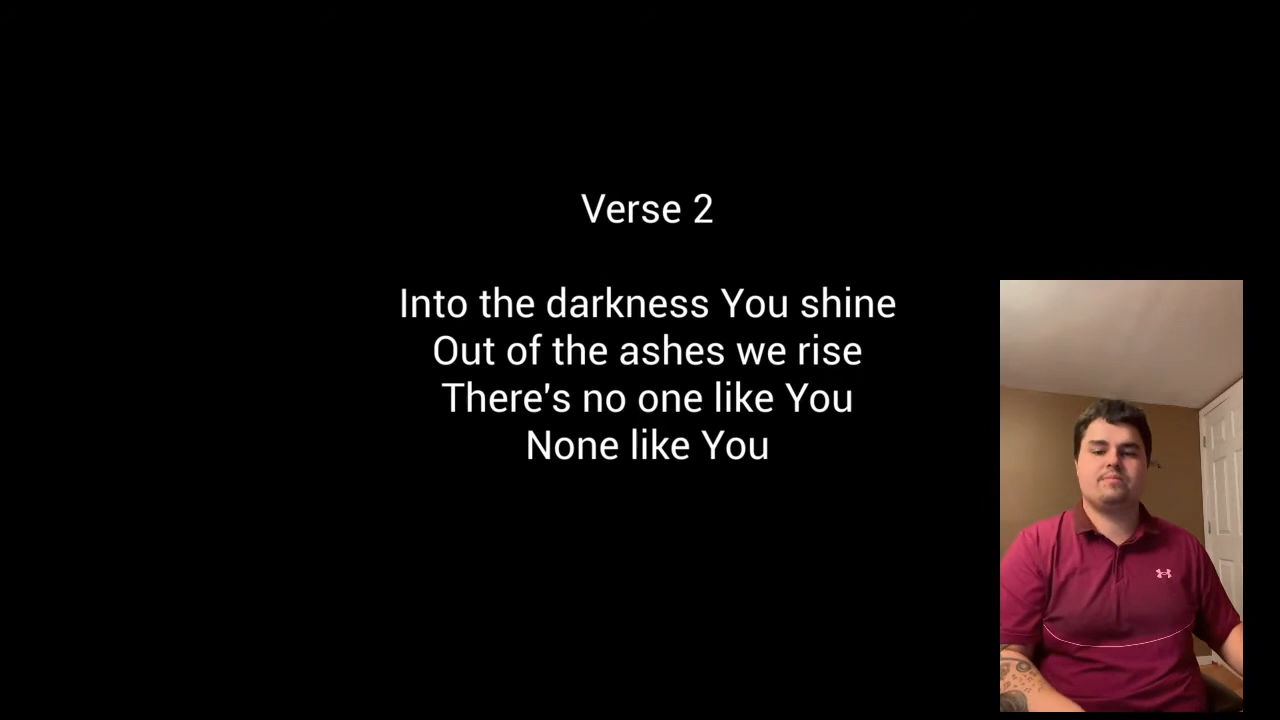 Verse 2
Into the darkness You shine
Out of the ashes we rise
There's no one like You
None like You